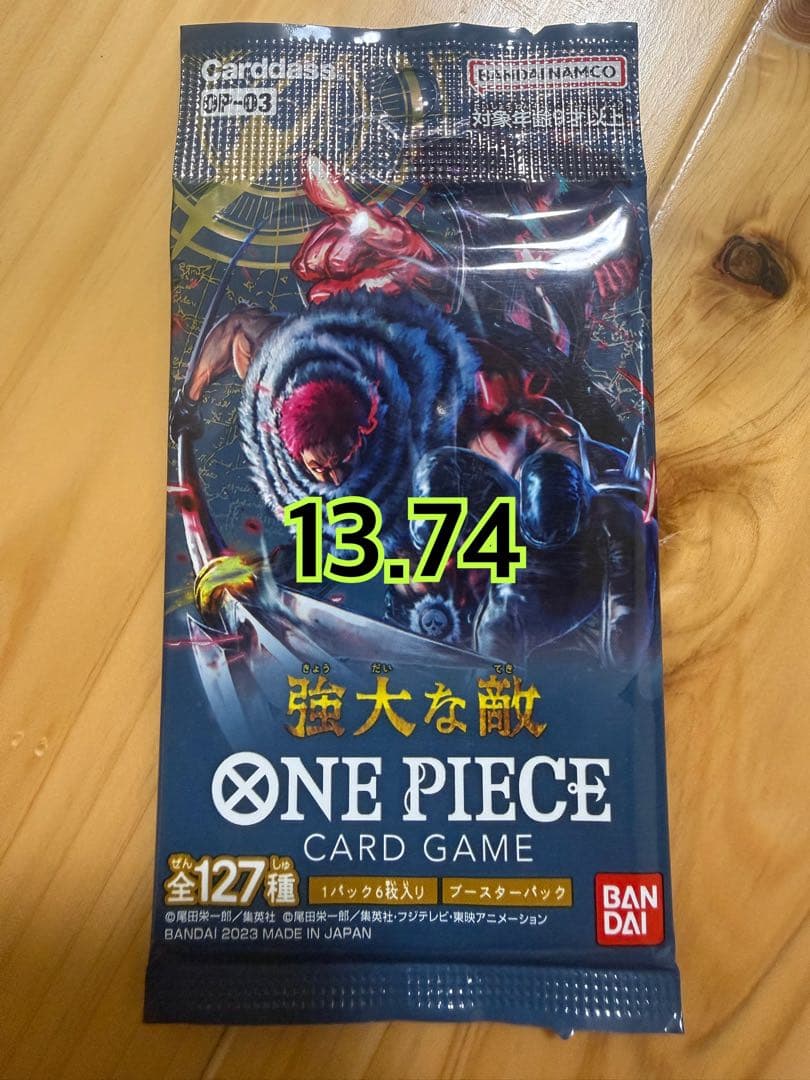 Carddass
BANDAI NAMCO
OP-03
対象年齢9才以上
13.74
きょう だい てき
強大な敵
ONE PIECE
CARD GAME
ぜん しゅ
全127種
1パック6枚入り
ブースターパック
BAN
DAI
©尾田栄一郎／集英社 ©尾田栄一郎／集英社・フジテレビ・東映アニメーション
BANDAI 2023 MADE IN JAPAN